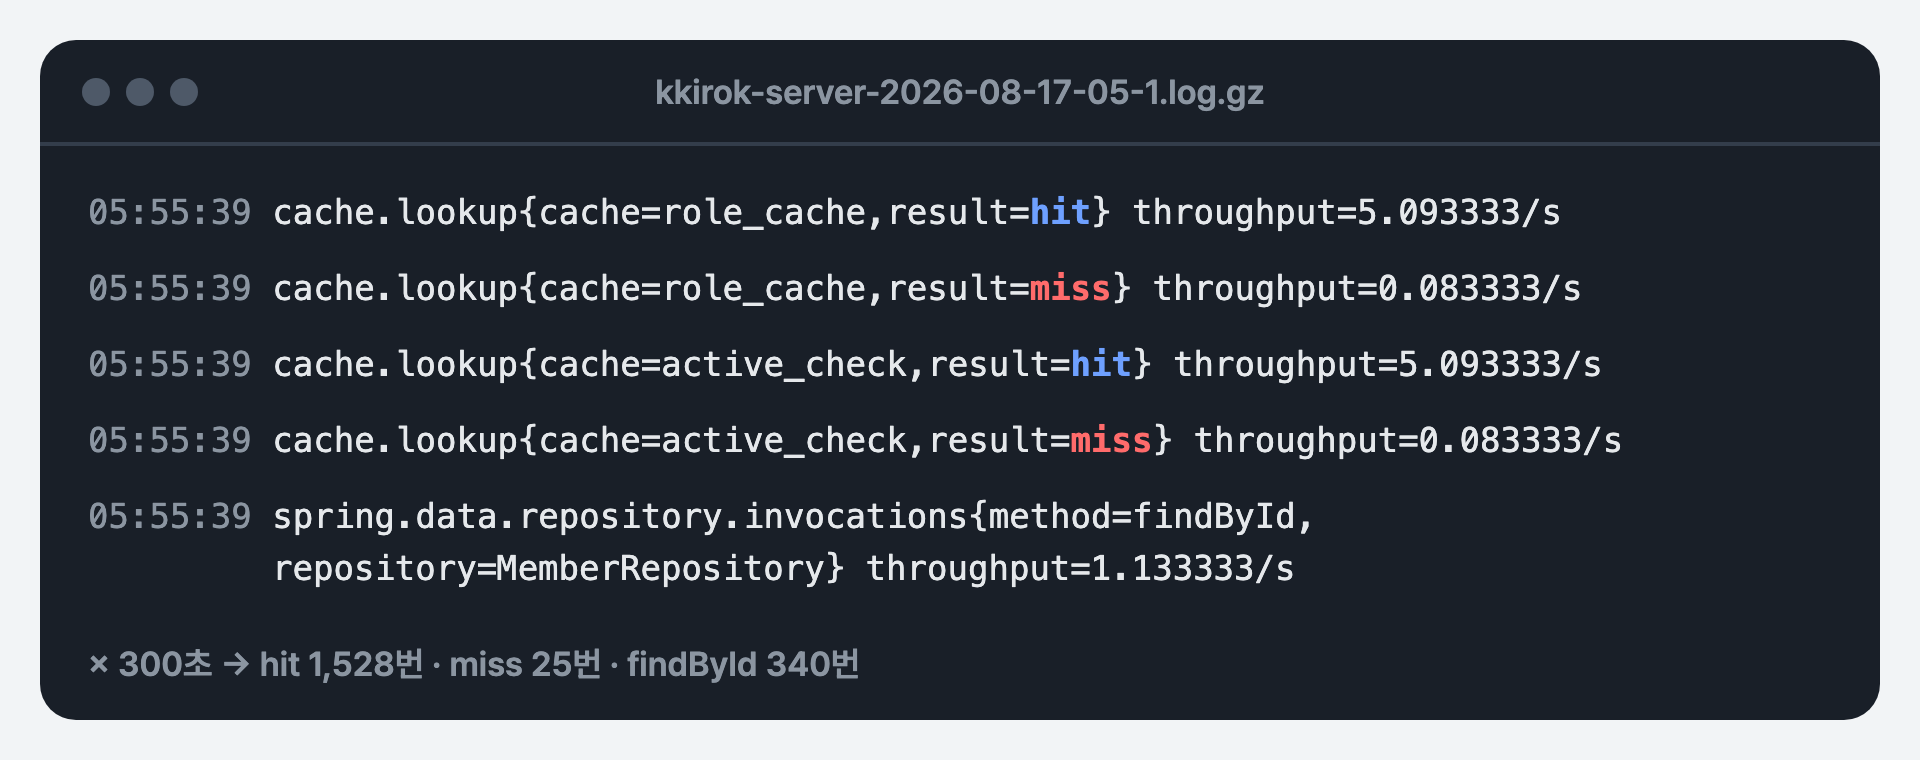 kkirok-server-2026-08-17-05-1.log.gz
05:55:39 cache.lookup{cache=role_cache,result=hit} throughput=5.093333/s
05:55:39 cache.lookup{cache=role_cache,result=miss} throughput=0.083333/s
05:55:39 cache.lookup{cache=active_check,result=hit} throughput=5.093333/s
05:55:39 cache.lookup{cache=active_check,result=miss} throughput=0.083333/s
05:55:39 spring.data.repository.invocations{method=findById,
repository=MemberRepository} throughput=1.133333/s
× 300초 → hit 1,528번 · miss 25번 · findById 340번